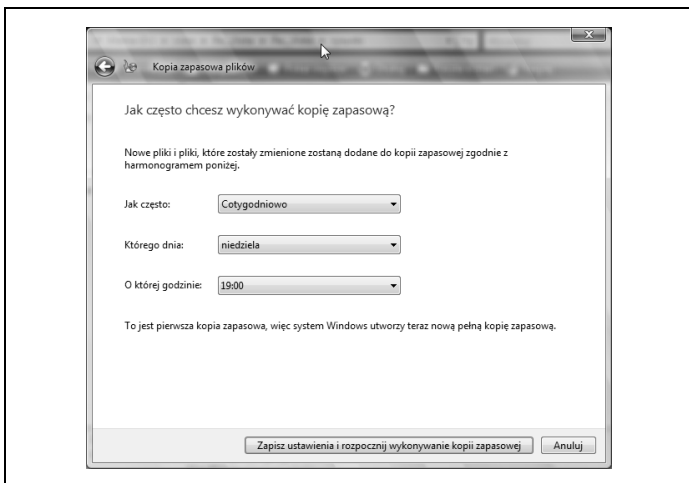 Kopia zapasowa plików
Jak często chcesz wykonywać kopię zapasową?
Nowe pliki i pliki, które zostały zmienione zostaną dodane do kopii zapasowej zgodnie z
harmonogramem poniżej.
Jak często: Cotygodniowo
Którego dnia: niedziela
O której godzinie: 19:00
To jest pierwsza kopia zapasowa, więc system Windows utworzy teraz nową pełną kopię zapasową.
Zapisz ustawienia i rozpocznij wykonywanie kopii zapasowej Anuluj